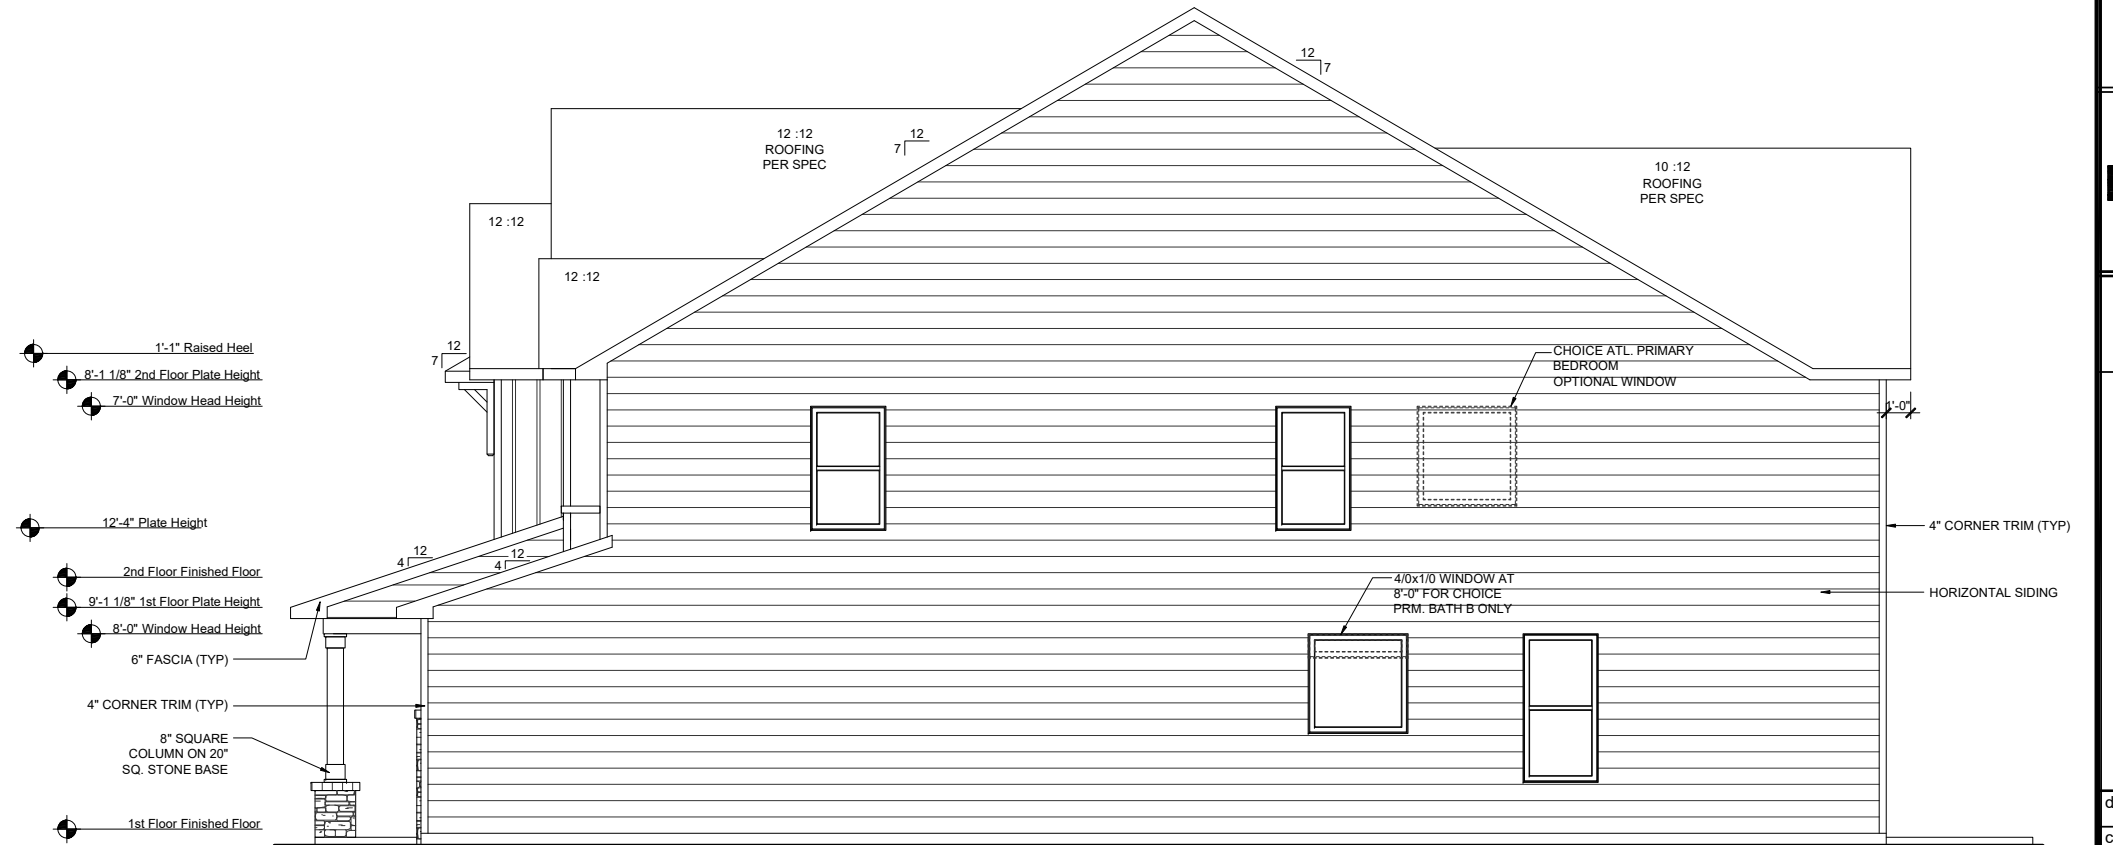 12
7
12 :12
ROOFING
PER SPEC
12
7
10 :12
ROOFING
PER SPEC
12 :12
12 :12
1'-1" Raised Heel
12
7
8'-1 1/8" 2nd Floor Plate Height
7'-0" Window Head Height
CHOICE ATL. PRIMARY
BEDROOM
OPTIONAL WINDOW
1'-0"
12'-4" Plate Height
4" CORNER TRIM (TYP)
12
4
12
4
2nd Floor Finished Floor
9'-1 1/8" 1st Floor Plate Height
8'-0" Window Head Height
4/0x1/0 WINDOW AT
8'-0" FOR CHOICE
PRM. BATH B ONLY
HORIZONTAL SIDING
6" FASCIA (TYP)
4" CORNER TRIM (TYP)
8" SQUARE
COLUMN ON 20"
SQ. STONE BASE
1st Floor Finished Floor
d
c